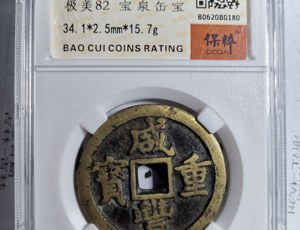 极美82 宝泉缶宝
B062080180
34.1*2.5mm*15.7g
保粹
CCGA
BAO CUI COINS RATING
咸
寶 重
豐